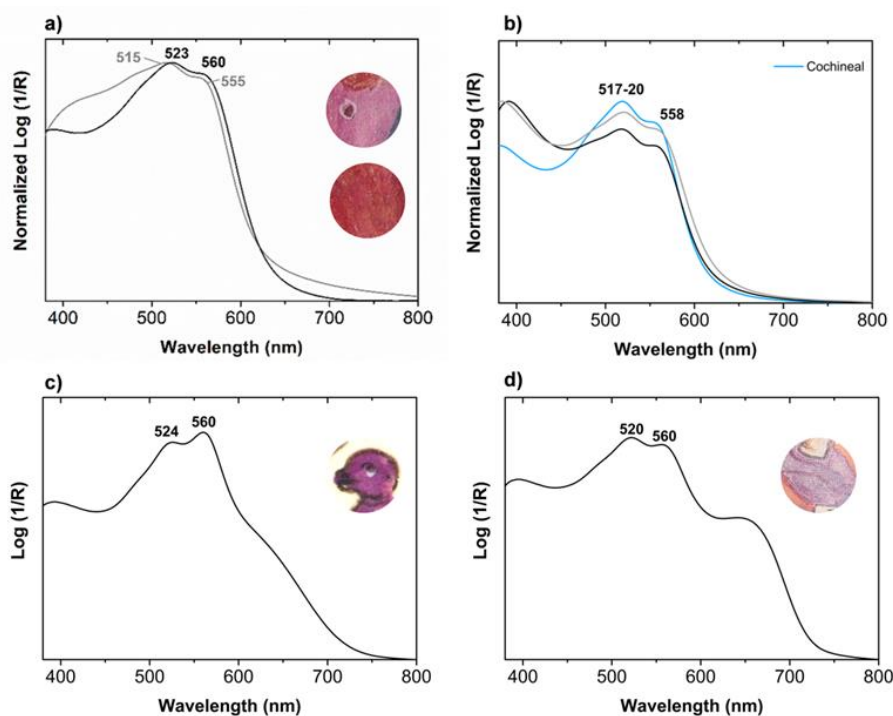 a)
515
523
560
555
Normalized Log (1/R)
400 500 600 700 800
Wavelength (nm)
b)
Cochineal
517-20
558
Normalized Log (1/R)
400 500 600 700 800
Wavelength (nm)
c)
524
560
Log (1/R)
400 500 600 700 800
Wavelength (nm)
d)
520
560
Log (1/R)
400 500 600 700 800
Wavelength (nm)